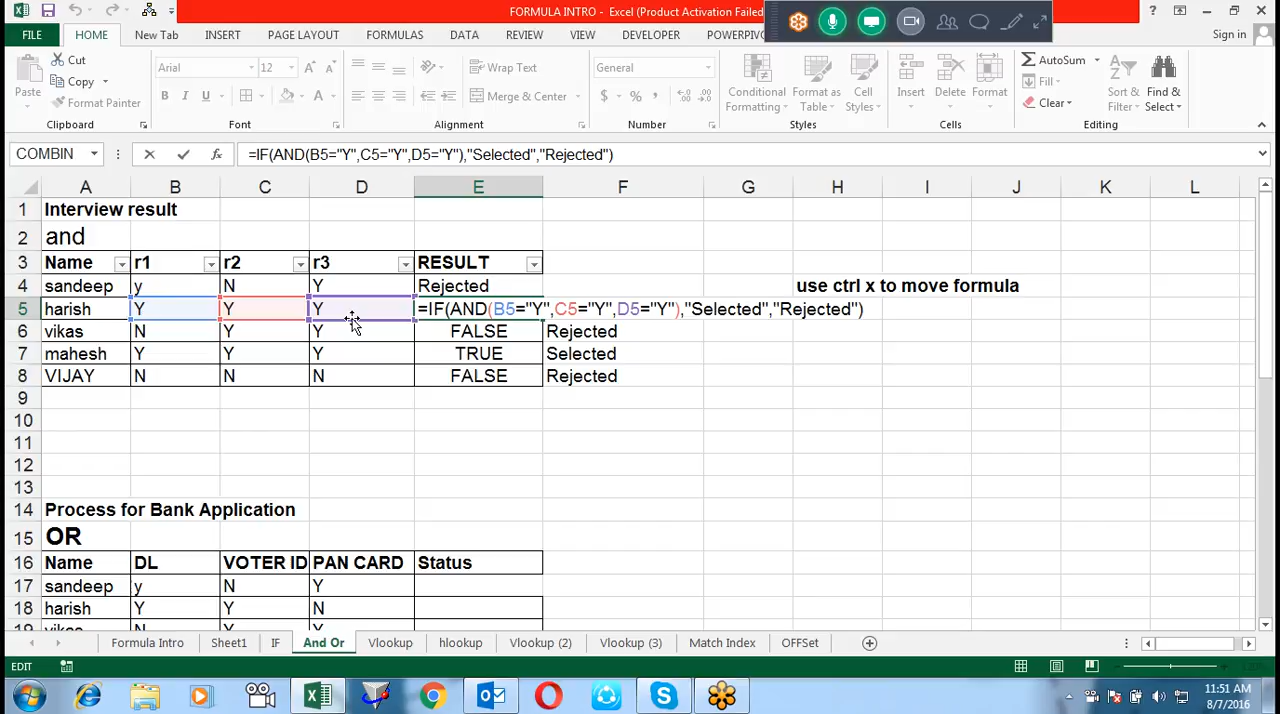 FORMULA INTRO - Excel (Product Activation Failed
Sign in
FILE HOME New Tab INSERT PAGE LAYOUT FORMULAS DATA REVIEW VIEW DEVELOPER POWERPIV
Paste Cut Copy Format Painter
Arial 12
B I U
Wrap Text
Merge & Center
General
$ % ,
Conditional Formatting Format as Table Cell Styles
Insert Delete Format
AutoSum Fill Clear
Sort & Filter Find & Select
Clipboard Font Alignment Number Styles Cells Editing
COMBIN =IF(AND(B5="Y",C5="Y",D5="Y"),"Selected","Rejected")
A B C D E F G H I J K L
1 Interview result
2 and
3 Name r1 r2 r3 RESULT
4 sandeep y N Y Rejected use ctrl x to move formula
5 harish Y Y Y =IF(AND(B5="Y",C5="Y",D5="Y"),"Selected","Rejected")
6 vikas N Y Y FALSE Rejected
7 mahesh Y Y Y TRUE Selected
8 VIJAY N N N FALSE Rejected
9
10
11
12
13
14 Process for Bank Application
15 OR
16 Name DL VOTER ID PAN CARD Status
17 sandeep y N Y
18 harish Y Y N
19 vikas N Y Y
Formula Intro Sheet1 IF And Or Vlookup hlookup Vlookup (2) Vlookup (3) Match Index OFFSet
EDIT
11:51 AM
8/7/2016